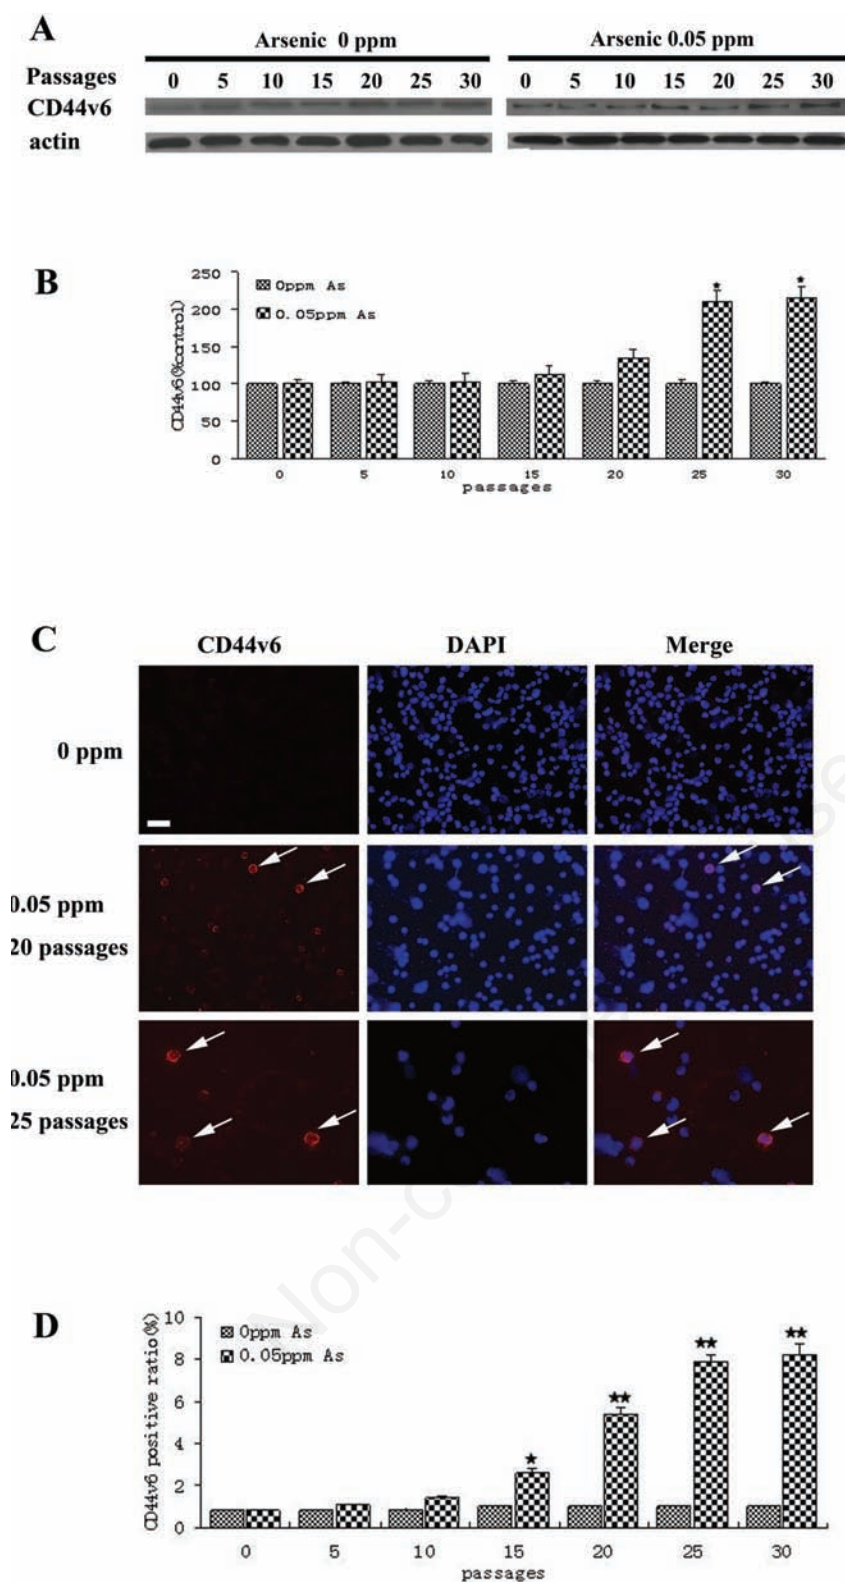 A
Arsenic 0 ppm
Arsenic 0.05 ppm
Passages 0 5 10 15 20 25 30 0 5 10 15 20 25 30
CD44v6
actin
B
CD44v6(%control)
250
200
150
100
50
0
0ppm As
0.05ppm As
★ ★
0 5 10 15 20 25 30
passages
C
CD44v6 DAPI Merge
0 ppm
0.05 ppm
20 passages
0.05 ppm
25 passages
Non-c
se
D
CD44v6 positive ratio(%)
10
8
6
4
2
0
0ppm As
0.05ppm As
★ ★★ ★★ ★★
0 5 10 15 20 25 30
passages